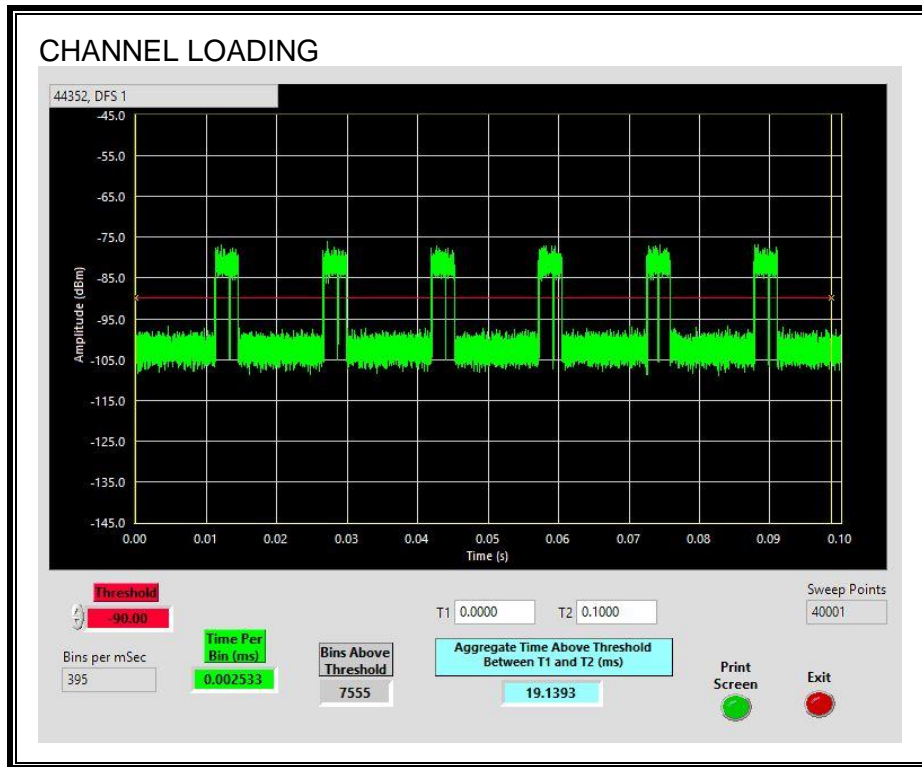 CHANNEL LOADING
44352, DFS 1
Amplitude (dBm)
-45.0
-55.0
-65.0
-75.0
-85.0
-95.0
-105.0
-115.0
-125.0
-135.0
-145.0
0.00 0.01 0.02 0.03 0.04 0.05 0.06 0.07 0.08 0.09 0.10
Time (s)
Threshold
-90.00
Bins per mSec
395
Time Per
Bin (ms)
0.002533
Bins Above
Threshold
7555
T1 0.0000 T2 0.1000
Aggregate Time Above Threshold
Between T1 and T2 (ms)
19.1393
Sweep Points
40001
Print
Screen
Exit